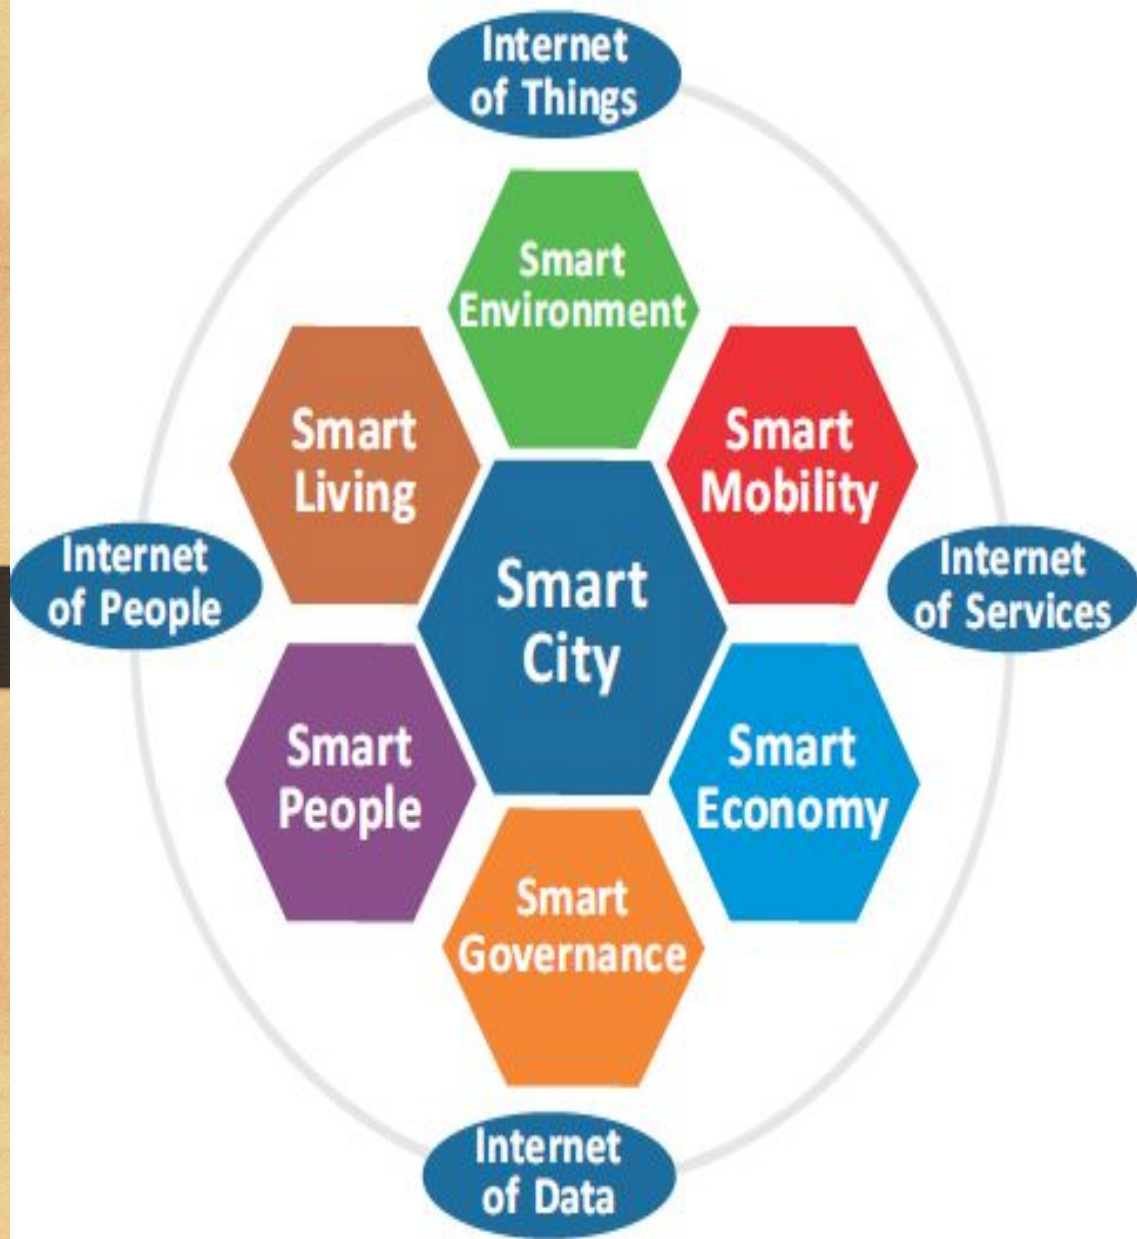 Internet
of Things
Smart
Environment
Smart
Living
Smart
Mobility
Internet
of People
Smart
City
Internet
of Services
Smart
People
Smart
Economy
Smart
Governance
Internet
of Data